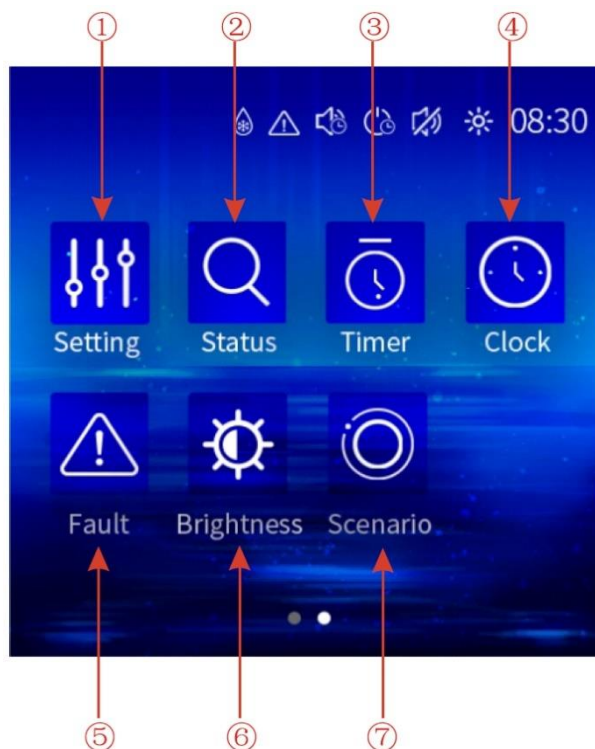 ① ② ③ ④
08:30
Setting Status Timer Clock
Fault Brightness Scenario
⑤ ⑥ ⑦